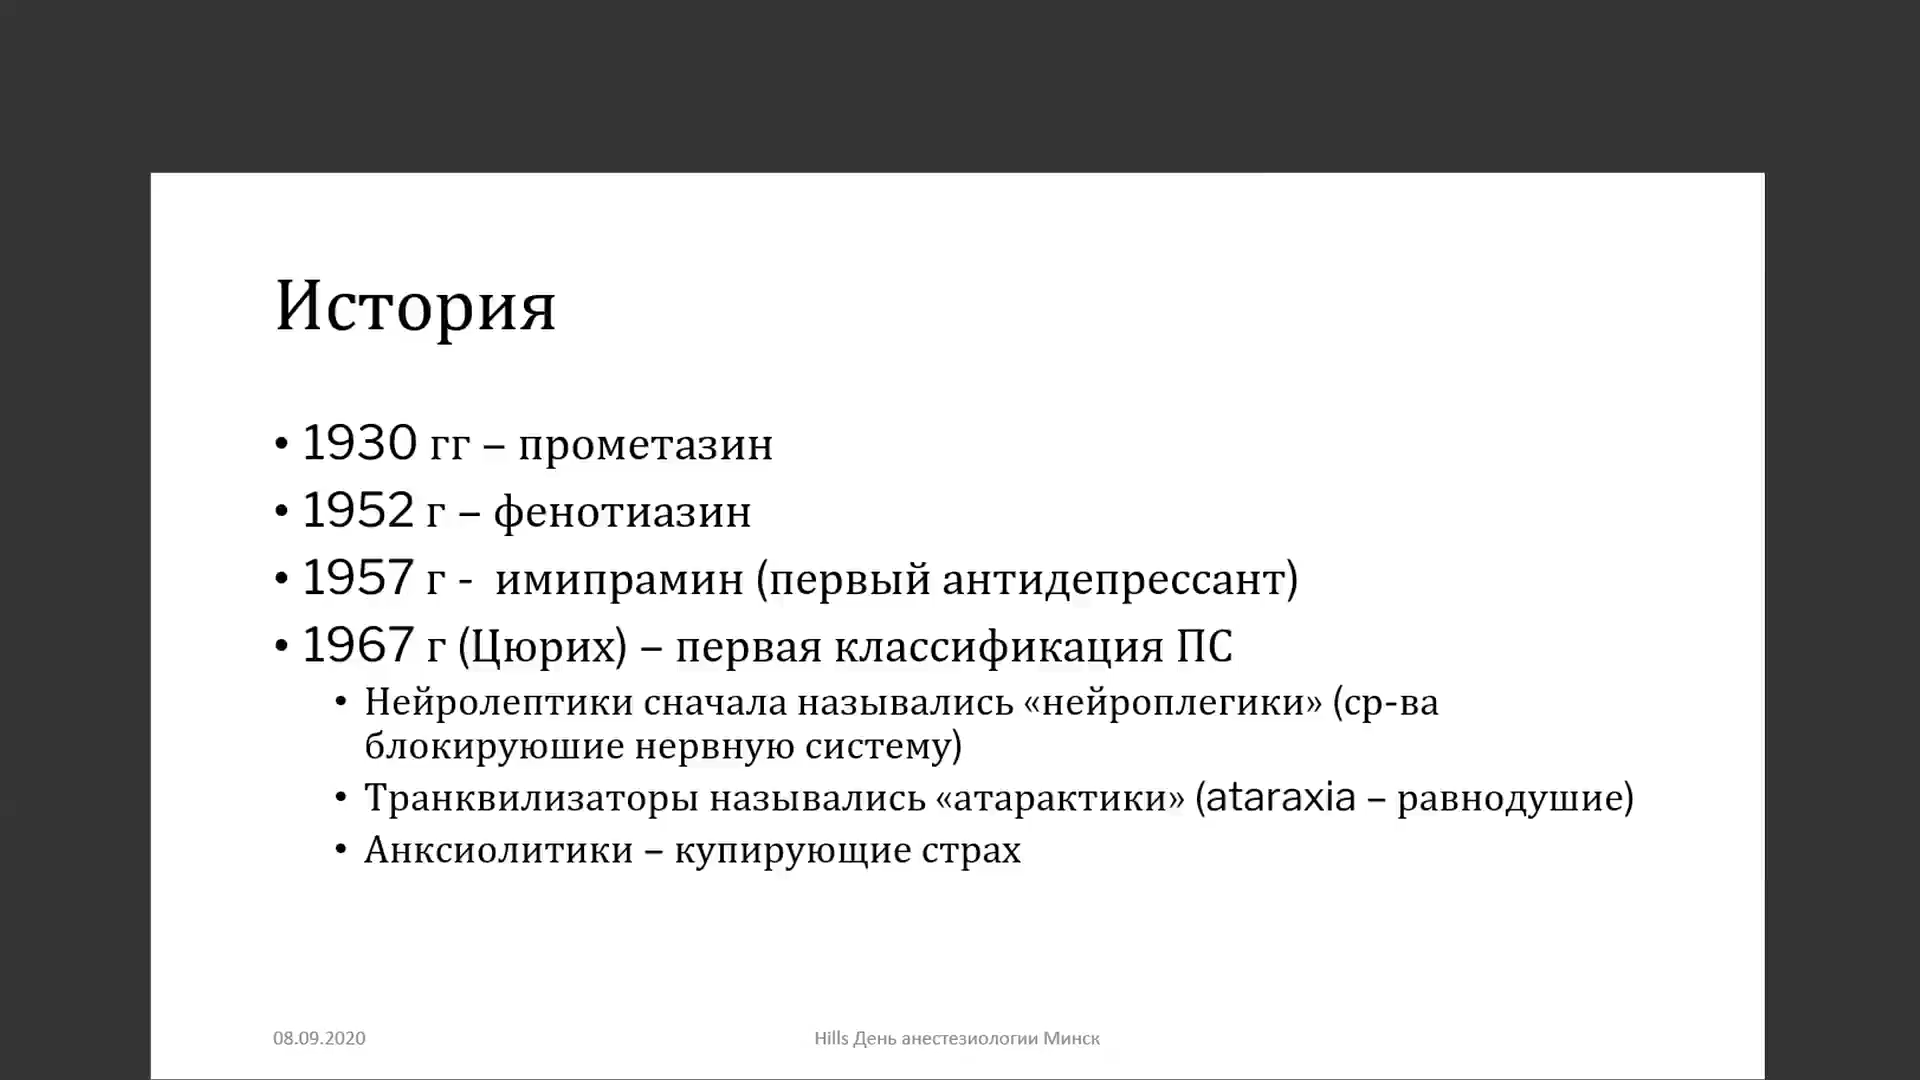 История
• 1930 гг – прометазин
• 1952 г – фенотиазин
• 1957 г -  имипрамин (первый антидепрессант)
• 1967 г (Цюрих) – первая классификация ПС
• Нейролептики сначала назывались «нейроплегики» (ср-ва
блокируюшие нервную систему)
• Транквилизаторы назывались «атарактики» (ataraxia – равнодушие)
• Анксиолитики – купирующие страх
08.09.2020
Hills День анестезиологии Минск